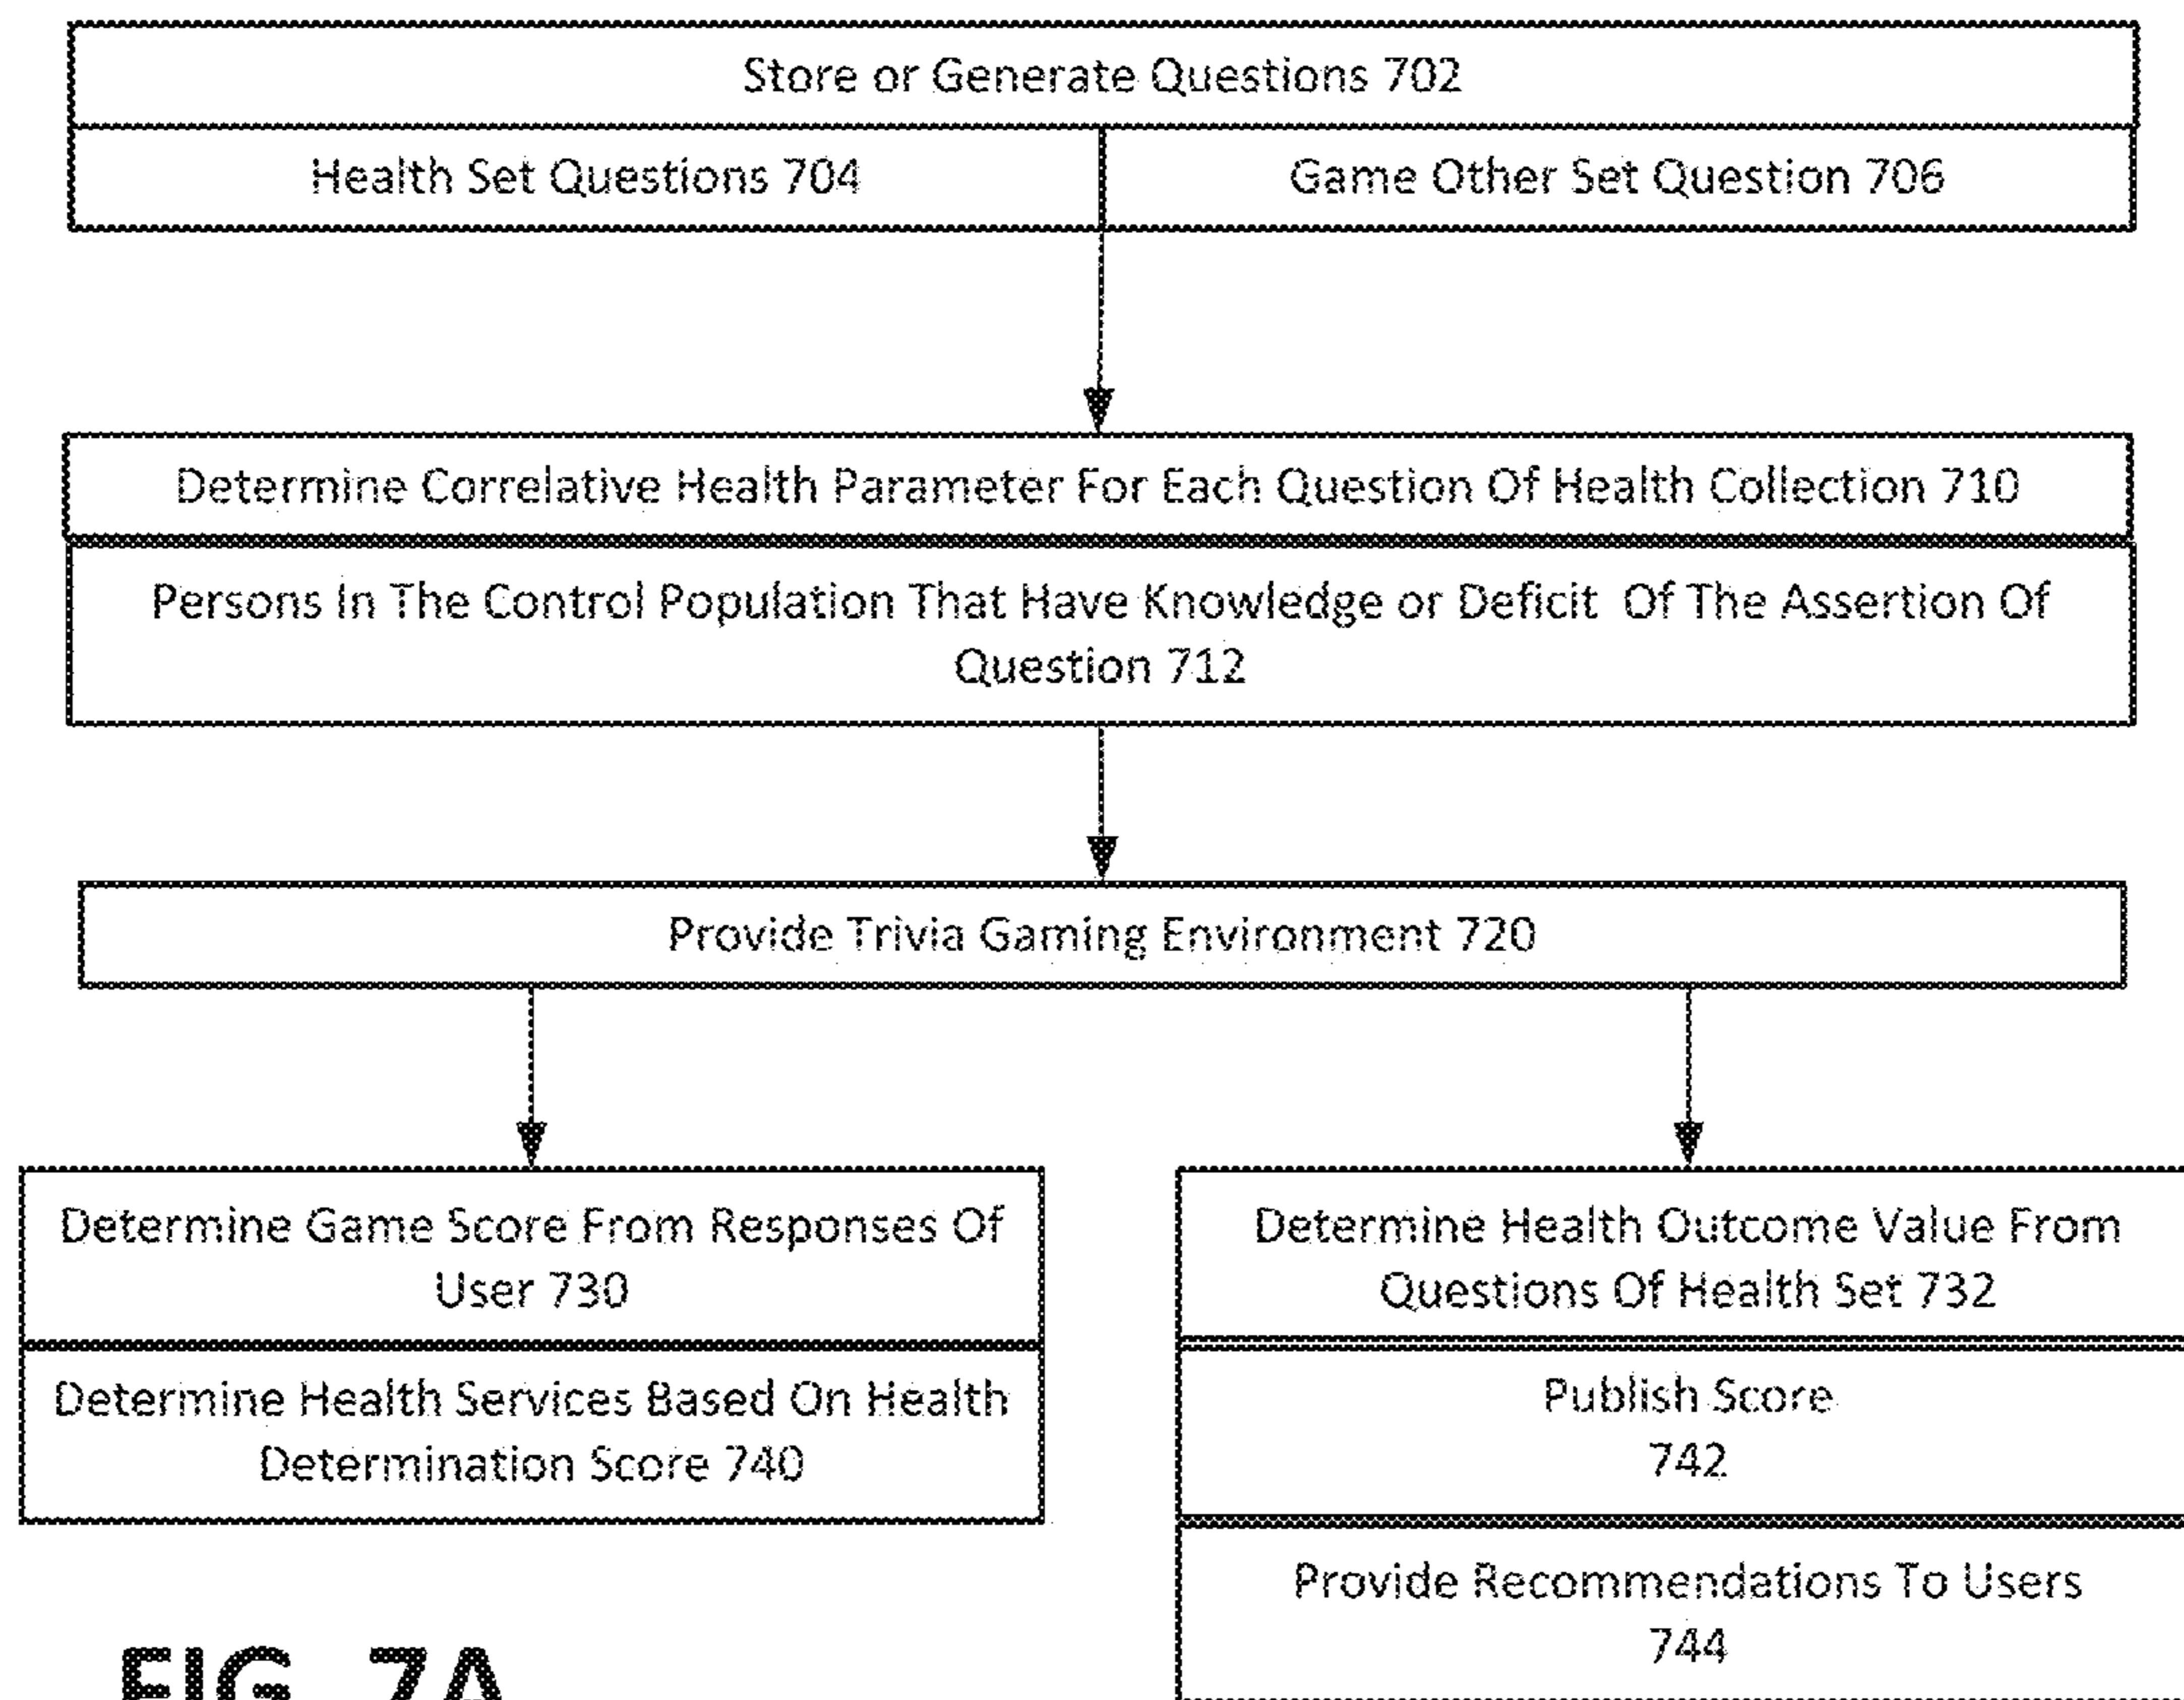 Store or Generate Questions 702
Health Set Questions 704
Game Other Set Question 706
Determine Correlative Health Parameter For Each Question Of Health Collection 710
Persons In The Control Population That Have Knowledge or Deficit Of The Assertion Of
Question 712
Provide Trivia Gaming Environment 720
Determine Game Score From Responses Of
User 730
Determine Health Services Based On Health
Determination Score 740
Determine Health Outcome Value From
Questions Of Health Set 732
Publish Score
742
Provide Recommendations To Users
744
FIG. 7A